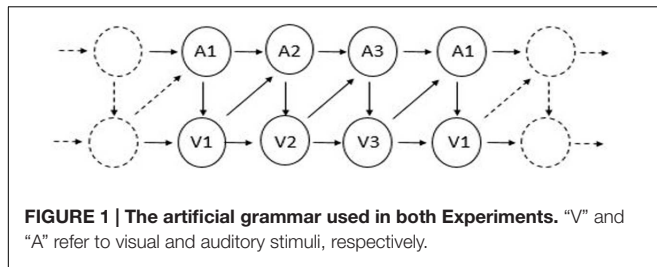 A1 A2 A3 A1
V1 V2 V3 V1
FIGURE 1 | The artificial grammar used in both Experiments. “V” and
“A” refer to visual and auditory stimuli, respectively.